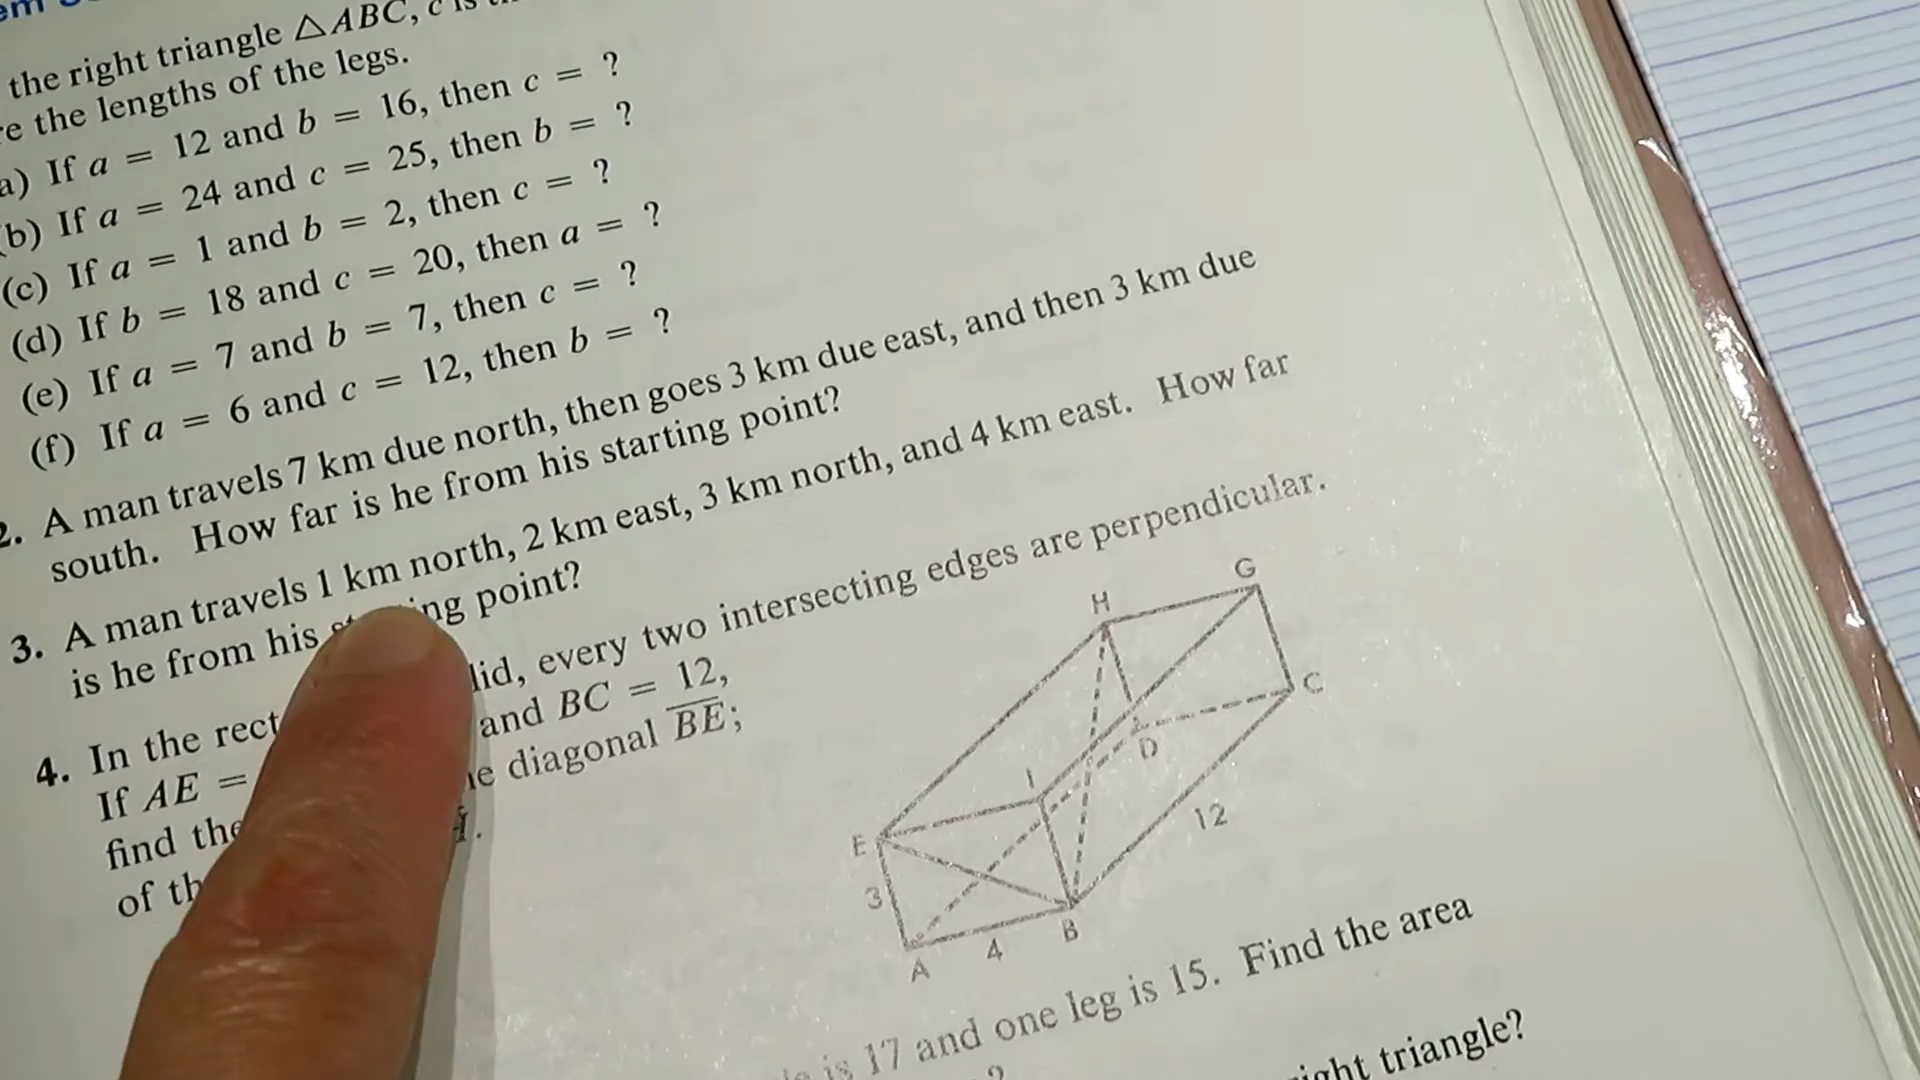 the right triangle △ABC, c is
the lengths of the legs.
a) If a = 12 and b = 16, then c = ?
(b) If a = 24 and c = 25, then b = ?
(c) If a = 1 and b = 2, then c = ?
(d) If b = 18 and c = 20, then a = ?
(e) If a = 7 and b = 7, then c = ?
(f) If a = 6 and c = 12, then b = ?
2. A man travels 7 km due north, then goes 3 km due east, and then 3 km due
south. How far is he from his starting point?
3. A man travels 1 km north, 2 km east, 3 km north, and 4 km east. How far
is he from his point?
4. In the every two intersecting edges are perpendicular.
If AE = and BC = 12,
find the diagonal BE;
of
H
G
I
D
C
E
3
12
A
4
B
is 17 and one leg is 15. Find the area
triangle?